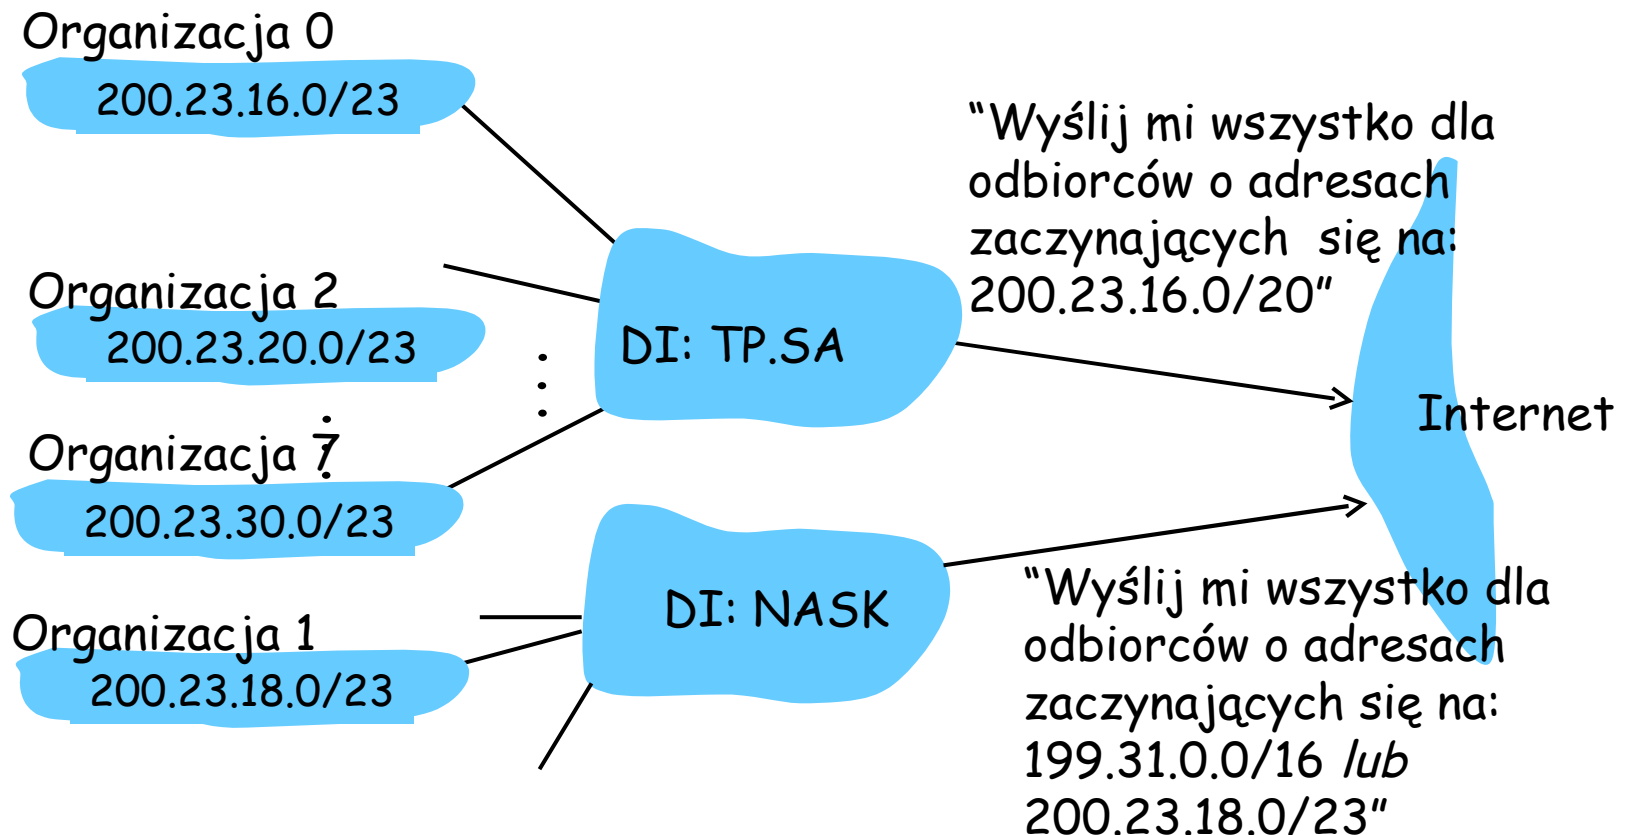 Organizacja 0
200.23.16.0/23
Organizacja 2
200.23.20.0/23
Organizacja 7
200.23.30.0/23
Organizacja 1
200.23.18.0/23
DI: TP.SA
DI: NASK
“Wyślij mi wszystko dla
odbiorców o adresach
zaczynających się na:
200.23.16.0/20”
Internet
“Wyślij mi wszystko dla
odbiorców o adresach
zaczynających się na:
199.31.0.0/16 lub
200.23.18.0/23”